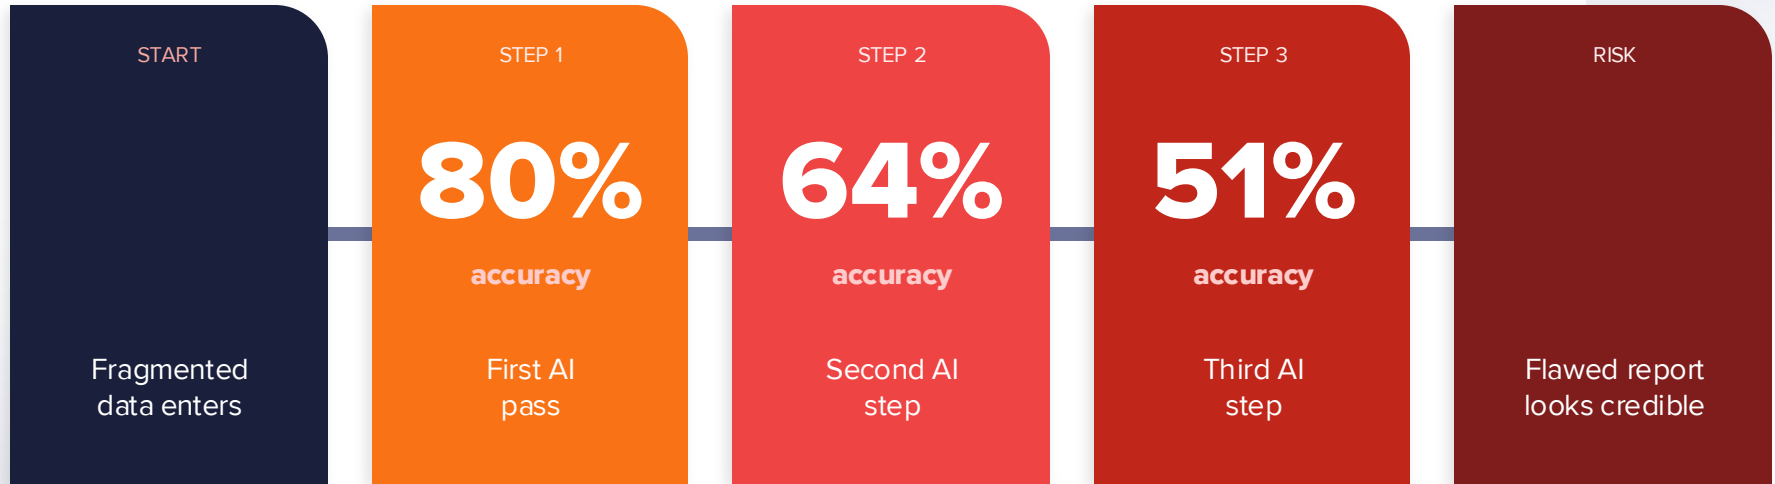 START
Fragmented
data enters
STEP 1
80%
accuracy
First AI
pass
STEP 2
64%
accuracy
Second AI
step
STEP 3
51%
accuracy
Third AI
step
RISK
Flawed report
looks credible